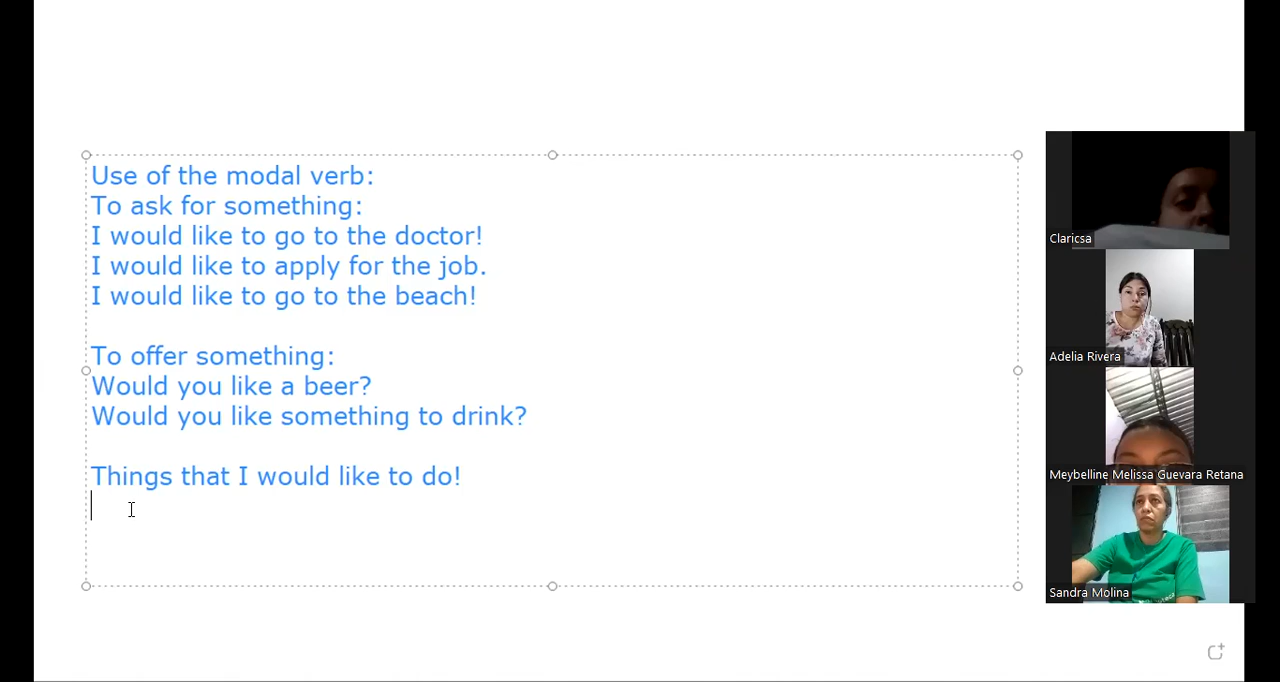 Use of the modal verb:
To ask for something:
I would like to go to the doctor!
I would like to apply for the job.
I would like to go to the beach!
To offer something:
Would you like a beer?
Would you like something to drink?
Things that I would like to do!
Claricsa
Adelia Rivera
Meybelline Melissa Guevara Retana
Sandra Molina